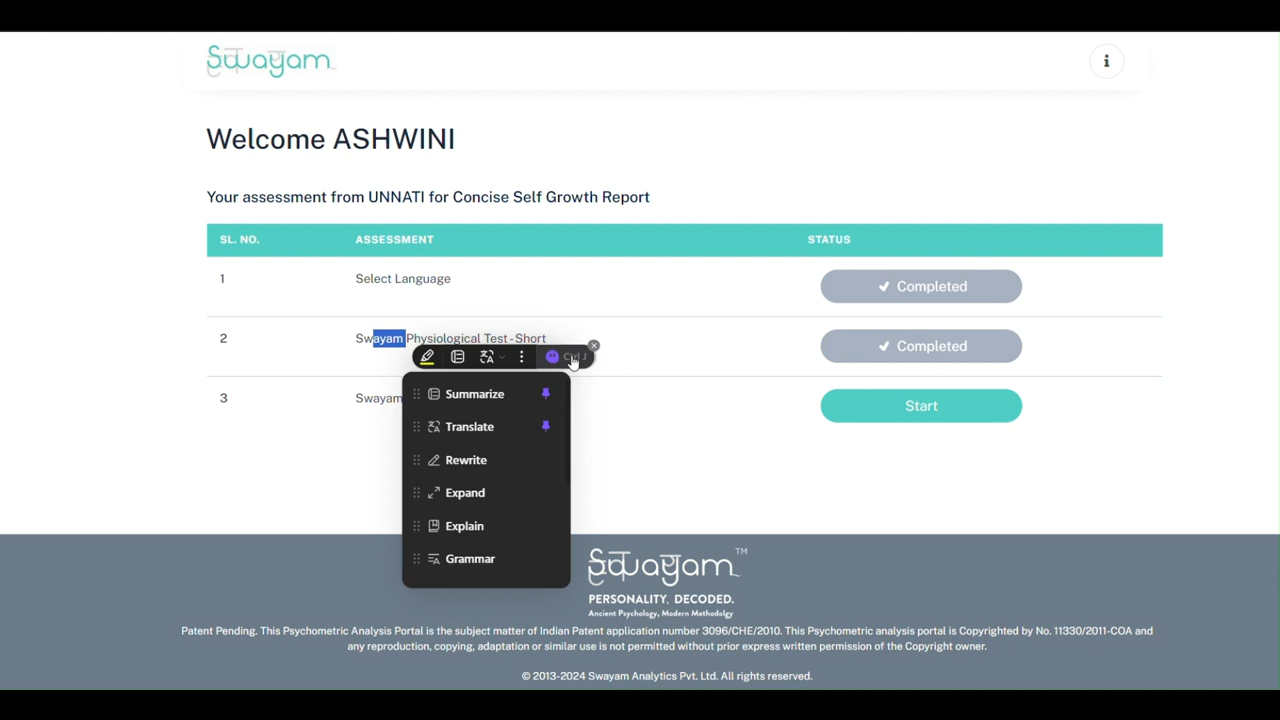 स्wayam
Welcome ASHWINI
Your assessment from UNNATI for Concise Self Growth Report
SL. NO. ASSESSMENT STATUS
1 Select Language ✔ Completed
2 Swayam Physiological Test - Short ✔ Completed
Ctrl J
3 Swayam Start
Summarize
Translate
Rewrite
Expand
Explain
Grammar
स्wayam™
PERSONALITY, DECODED.
Ancient Psychology, Modern Methodolgy
Patent Pending. This Psychometric Analysis Portal is the subject matter of Indian Patent application number 3096/CHE/2010. This Psychometric analysis portal is Copyrighted by No. 11330/2011-COA and
any reproduction, copying, adaptation or similar use is not permitted without prior express written permission of the Copyright owner.
© 2013-2024 Swayam Analytics Pvt. Ltd. All rights reserved.